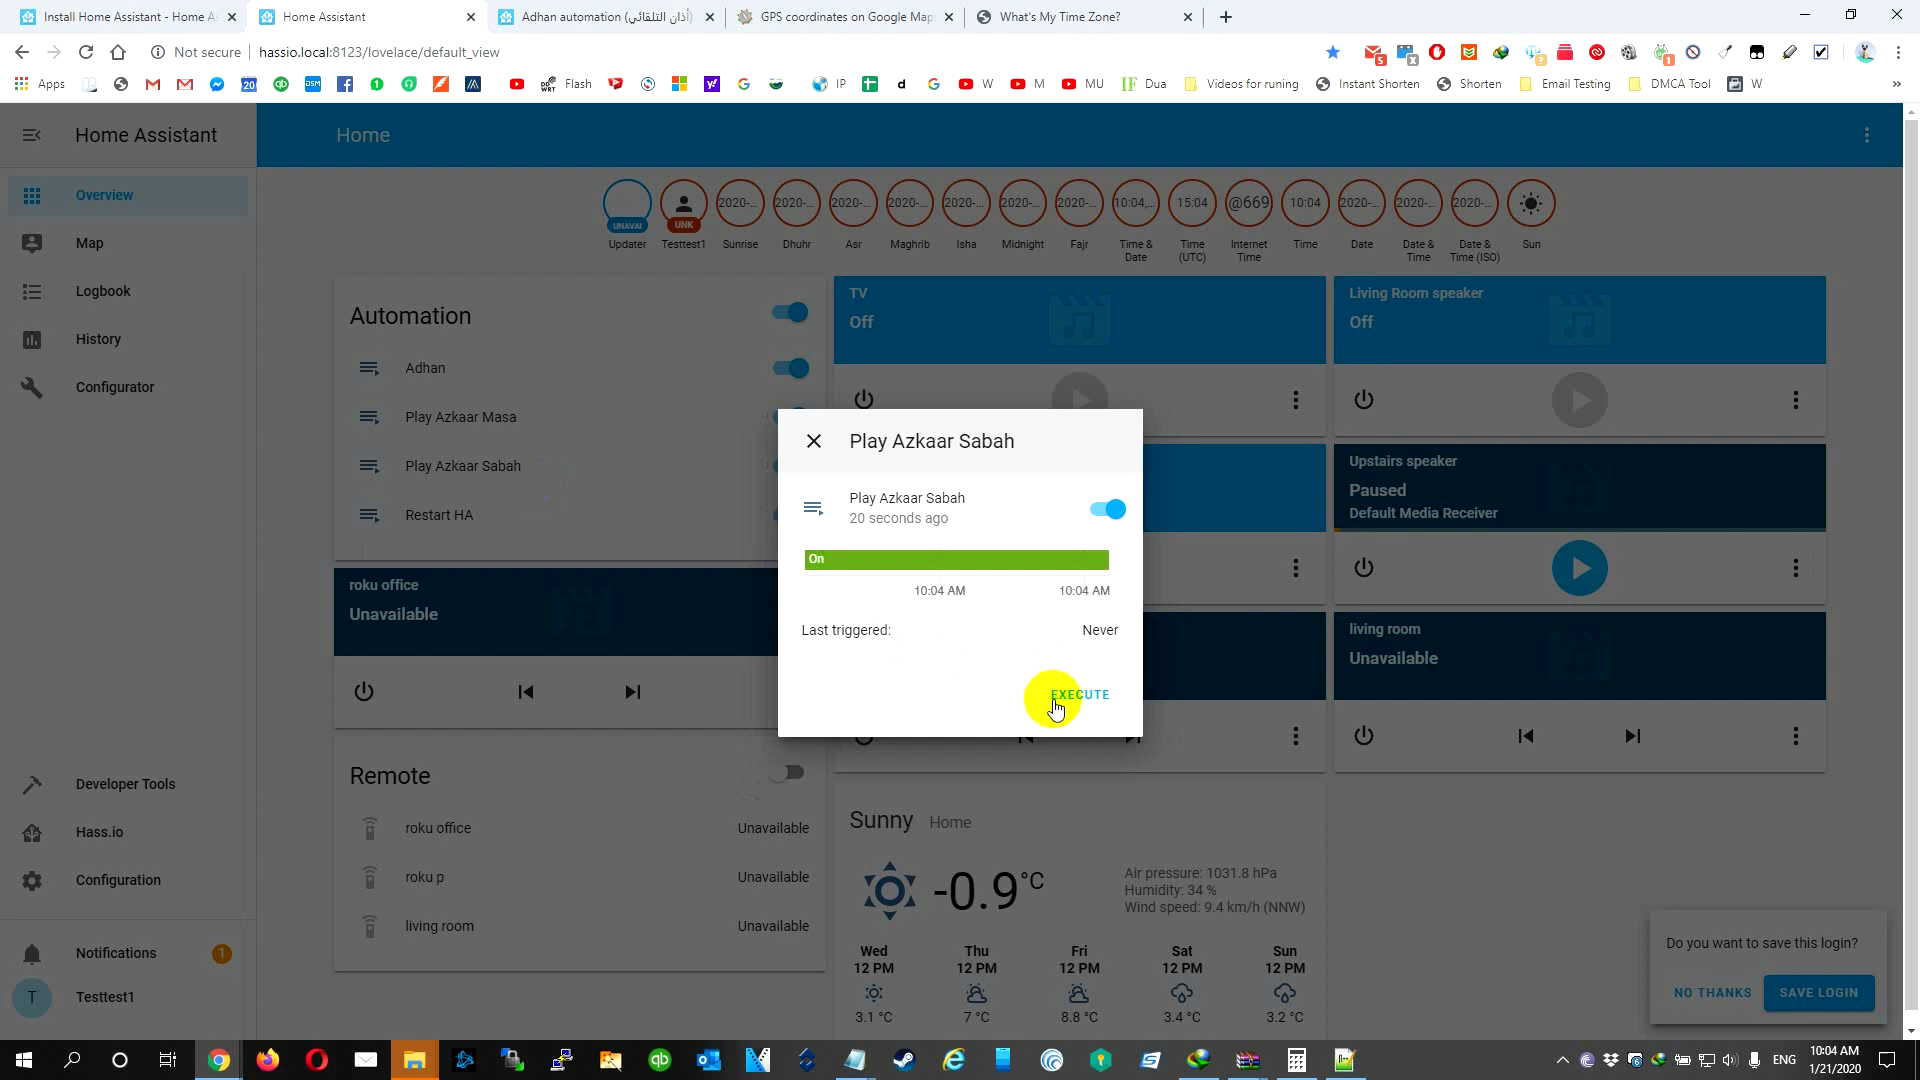 Install Home Assistant - Home A
Home Assistant
Adhan automation (أذان التلقائي)
GPS coordinates on Google Map
What's My Time Zone?
Not secure
hassio.local:8123/lovelace/default_view
Apps
Flash
IP
W
M
MU
Dua
Videos for runing
Instant Shorten
Shorten
Email Testing
DMCA Tool
W
»
Home Assistant
Home
Overview
Map
Logbook
History
Configurator
Developer Tools
Hass.io
Configuration
Notifications
1
T
Testtest1
UNAVAI
UNK
2020-...
2020-...
2020-...
2020-...
2020-...
2020-...
2020-...
10:04,...
15:04
@669
10:04
2020-...
2020-...
2020-...
Updater
Testtest1
Sunrise
Dhuhr
Asr
Maghrib
Isha
Midnight
Fajr
Time & Date
Time (UTC)
Internet Time
Time
Date
Date & Time
Date & Time (ISO)
Sun
Automation
Adhan
Play Azkaar Masa
Play Azkaar Sabah
Restart HA
roku office
Unavailable
Remote
roku office
Unavailable
roku p
Unavailable
living room
Unavailable
TV
Off
Living Room speaker
Off
Upstairs speaker
Paused
Default Media Receiver
living room
Unavailable
Play Azkaar Sabah
Play Azkaar Sabah
20 seconds ago
On
10:04 AM
10:04 AM
Last triggered:
Never
EXECUTE
Sunny
Home
-0.9°C
Air pressure: 1031.8 hPa
Humidity: 34 %
Wind speed: 9.4 km/h (NNW)
Wed
12 PM
3.1 °C
Thu
12 PM
7 °C
Fri
12 PM
8.8 °C
Sat
12 PM
3.4 °C
Sun
12 PM
3.2 °C
Do you want to save this login?
NO THANKS
SAVE LOGIN
ENG
10:04 AM
1/21/2020